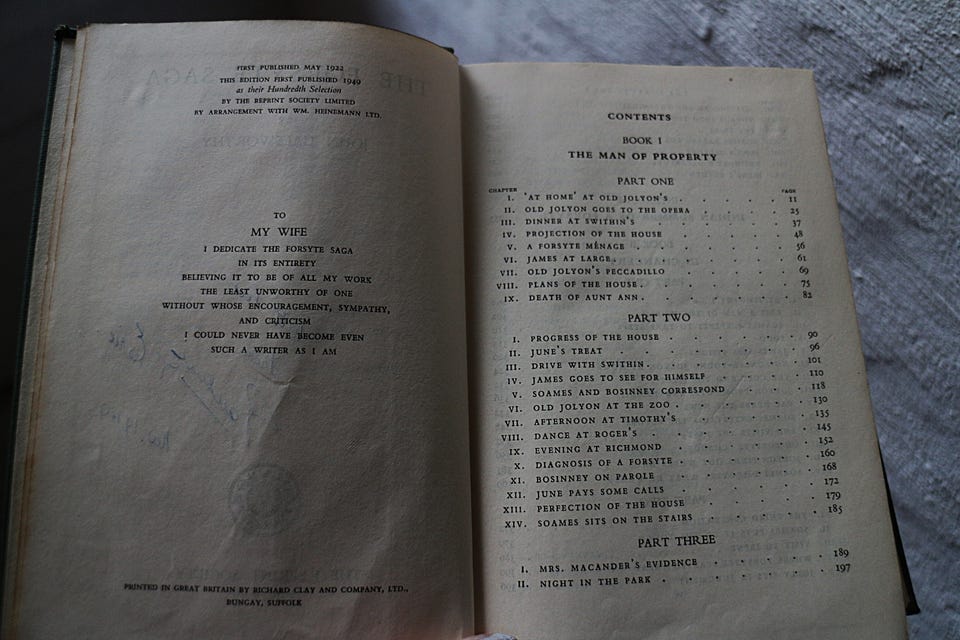 FIRST PUBLISHED MAY 1922
THIS EDITION FIRST PUBLISHED 1949
as their Hundredth Selection
BY THE REPRINT SOCIETY LIMITED
BY ARRANGEMENT WITH WM. HEINEMANN LTD.
TO
MY WIFE
I DEDICATE THE FORSYTE SAGA
IN ITS ENTIRETY
BELIEVING IT TO BE OF ALL MY WORK
THE LEAST UNWORTHY OF ONE
WITHOUT WHOSE ENCOURAGEMENT, SYMPATHY,
AND CRITICISM
I COULD NEVER HAVE BECOME EVEN
SUCH A WRITER AS I AM
PRINTED IN GREAT BRITAIN BY RICHARD CLAY AND COMPANY, LTD.,
BUNGAY, SUFFOLK
CONTENTS
BOOK I
THE MAN OF PROPERTY
PART ONE
CHAPTER PAGE
I. 'AT HOME' AT OLD JOLYON'S 11
II. OLD JOLYON GOES TO THE OPERA 25
III. DINNER AT SWITHIN'S 37
IV. PROJECTION OF THE HOUSE 48
V. A FORSYTE MÉNAGE 56
VI. JAMES AT LARGE 61
VII. OLD JOLYON'S PECCADILLO 69
VIII. PLANS OF THE HOUSE 75
IX. DEATH OF AUNT ANN 82
PART TWO
I. PROGRESS OF THE HOUSE 90
II. JUNE'S TREAT 96
III. DRIVE WITH SWITHIN 101
IV. JAMES GOES TO SEE FOR HIMSELF 110
V. SOAMES AND BOSINNEY CORRESPOND 118
VI. OLD JOLYON AT THE ZOO 130
VII. AFTERNOON AT TIMOTHY'S 135
VIII. DANCE AT ROGER'S 145
IX. EVENING AT RICHMOND 152
X. DIAGNOSIS OF A FORSYTE 160
XI. BOSINNEY ON PAROLE 168
XII. JUNE PAYS SOME CALLS 172
XIII. PERFECTION OF THE HOUSE 179
XIV. SOAMES SITS ON THE STAIRS 185
PART THREE
I. MRS. MACANDER'S EVIDENCE 189
II. NIGHT IN THE PARK 197